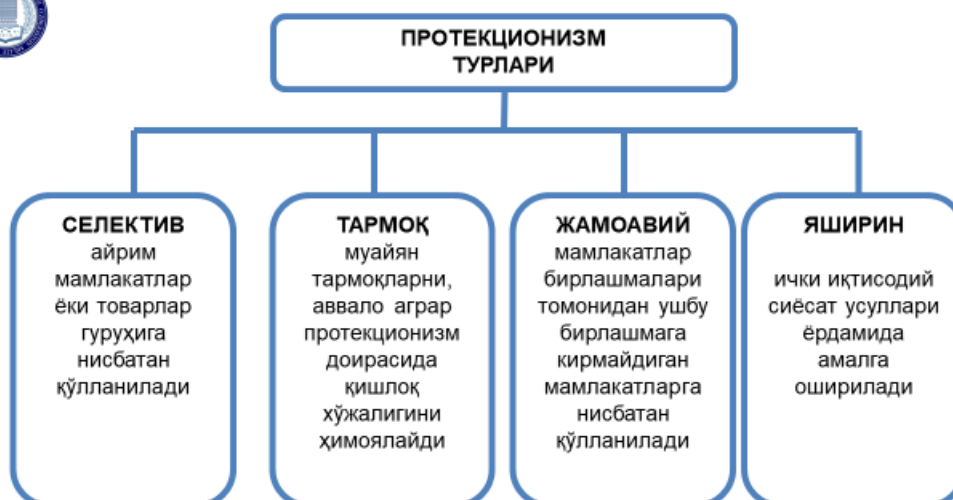 ПРОТЕКЦИОНИЗМ
ТУРЛАРИ
СЕЛЕКТИВ
айрим
мамлакатлар
ёки товарлар
гуруҳига
нисбатан
қўлланилади
ТАРМОҚ
муайян
тармоқларни,
аввало аграр
протекционизм
доирасида
қишлоқ
хўжалигини
ҳимоялайди
ЖАМОАВИЙ
мамлакатлар
бирлашмалари
томонидан ушбу
бирлашмага
кирмайдиган
мамлакатларга
нисбатан
қўлланилади
ЯШИРИН
ички иқтисодий
сиёсат усуллари
ёрдамида
амалга
оширилади